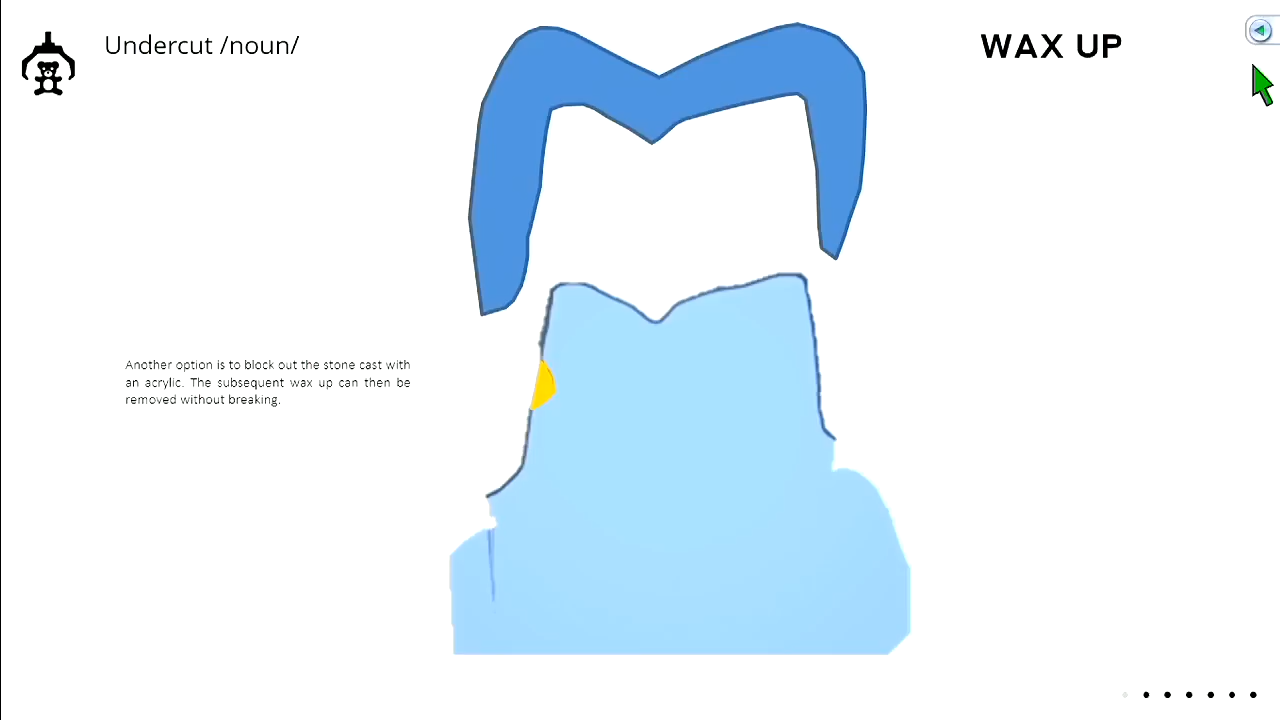 Undercut /noun/
WAX UP
Another option is to block out the stone cast with
an acrylic. The subsequent wax up can then be
removed without breaking.